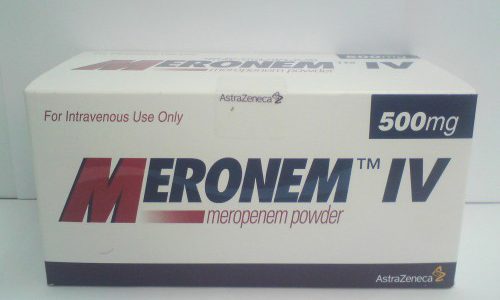 MERONEM™ IV
meropenem powder
500mg
AstraZeneca
For Intravenous Use Only
500mg
MERONEM™ IV
meropenem powder
AstraZeneca